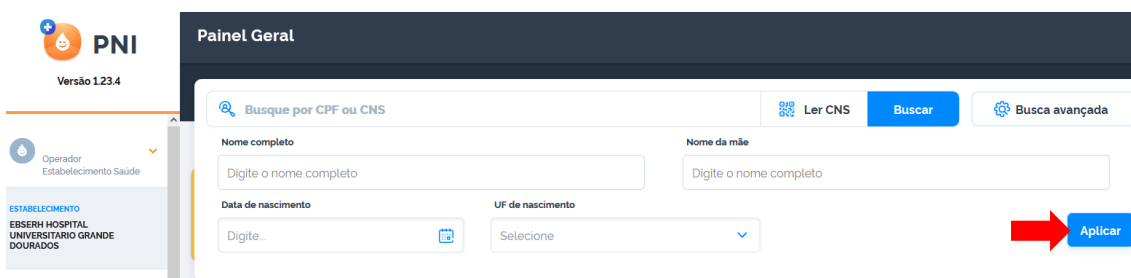 PNI
Versão 1.23.4
Operador
Estabelecimento Saúde
ESTABELECIMENTO
EBSERH HOSPITAL
UNIVERSITARIO GRANDE
DOURADOS
Painel Geral
Busque por CPF ou CNS
Ler CNS
Buscar
Busca avançada
Nome completo
Nome da mãe
Digite o nome completo
Digite o nome completo
Data de nascimento
UF de nascimento
Digite...
Selecione
Aplicar